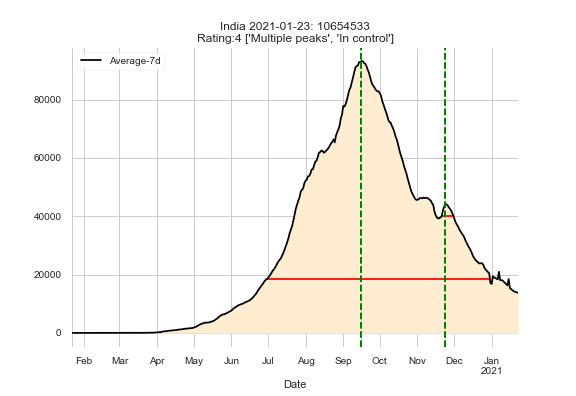 India 2021-01-23: 10654533
Rating:4 ['Multiple peaks', 'In control']
Average-7d
80000
60000
40000
20000
0
Feb Mar Apr May Jun Jul Aug Sep Oct Nov Dec Jan
2021
Date